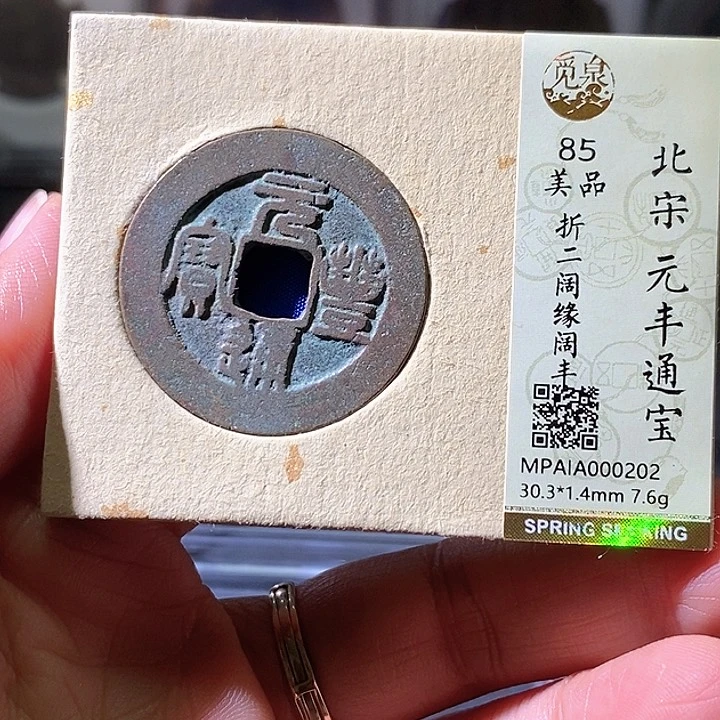 元豐通寶
觅泉
85
美品
折二阔缘阔丰
北宋元丰通宝
MPAIA000202
30.3*1.4mm 7.6g
SPRING